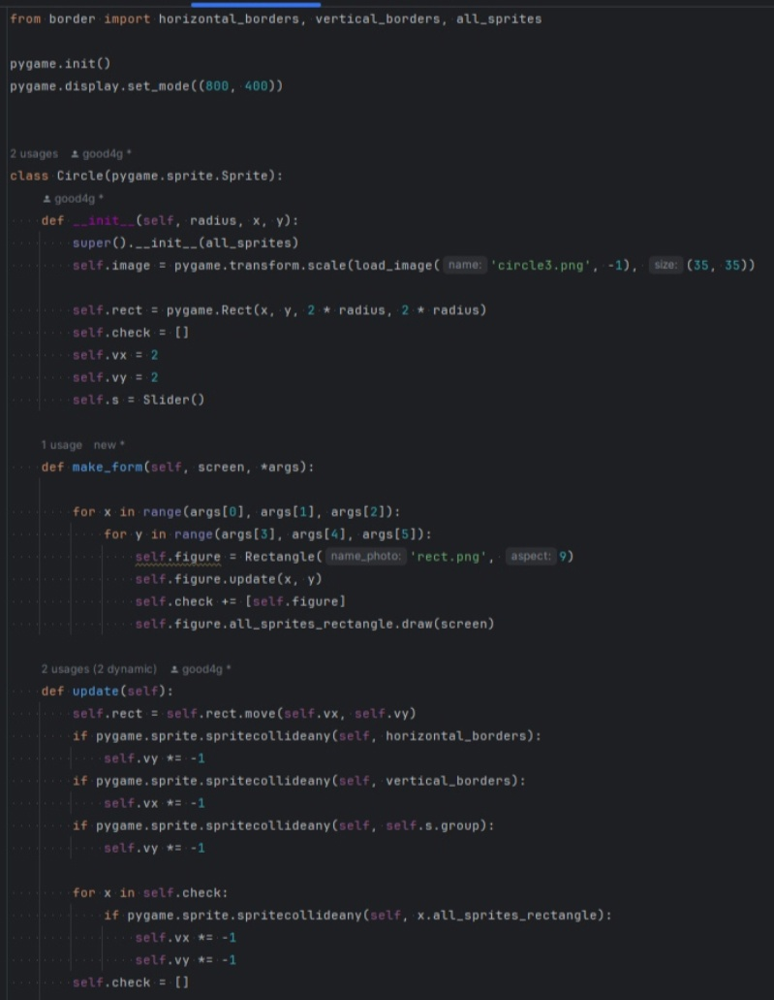 from border import horizontal_borders, vertical_borders, all_sprites
pygame.init()
pygame.display.set_mode((800, 400))
2 usages good4g *
class Circle(pygame.sprite.Sprite):
good4g *
def __init__(self, radius, x, y):
super().__init__(all_sprites)
self.image = pygame.transform.scale(load_image( name: 'circle3.png', -1), size: (35, 35))
self.rect = pygame.Rect(x, y, 2 * radius, 2 * radius)
self.check = []
self.vx = 2
self.vy = 2
self.s = Slider()
1 usage new *
def make_form(self, screen, *args):
for x in range(args[0], args[1], args[2]):
for y in range(args[3], args[4], args[5]):
self.figure = Rectangle( name_photo: 'rect.png', aspect: 9)
self.figure.update(x, y)
self.check += [self.figure]
self.figure.all_sprites_rectangle.draw(screen)
2 usages (2 dynamic) good4g *
def update(self):
self.rect = self.rect.move(self.vx, self.vy)
if pygame.sprite.spritecollideany(self, horizontal_borders):
self.vy *= -1
if pygame.sprite.spritecollideany(self, vertical_borders):
self.vx *= -1
if pygame.sprite.spritecollideany(self, self.s.group):
self.vy *= -1
for x in self.check:
if pygame.sprite.spritecollideany(self, x.all_sprites_rectangle):
self.vx *= -1
self.vy *= -1
self.check = []